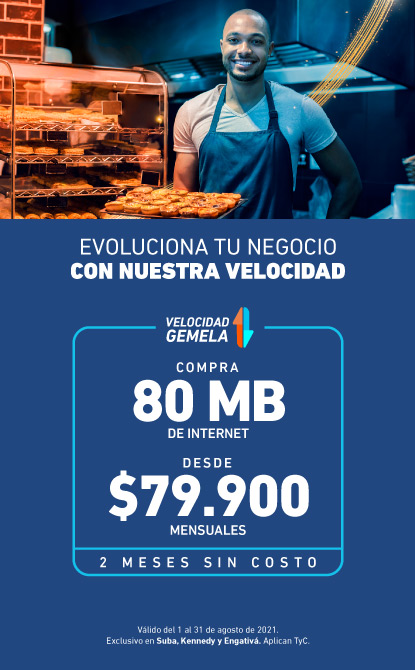 EVOLUCIONA TU NEGOCIO
CON NUESTRA VELOCIDAD
VELOCIDAD
GEMELA
COMPRA
80 MB
DE INTERNET
DESDE
$79.900
MENSUALES
2 MESES SIN COSTO
Válido del 1 al 31 de agosto de 2021.
Exclusivo en Suba, Kennedy y Engativá. Aplican TyC.